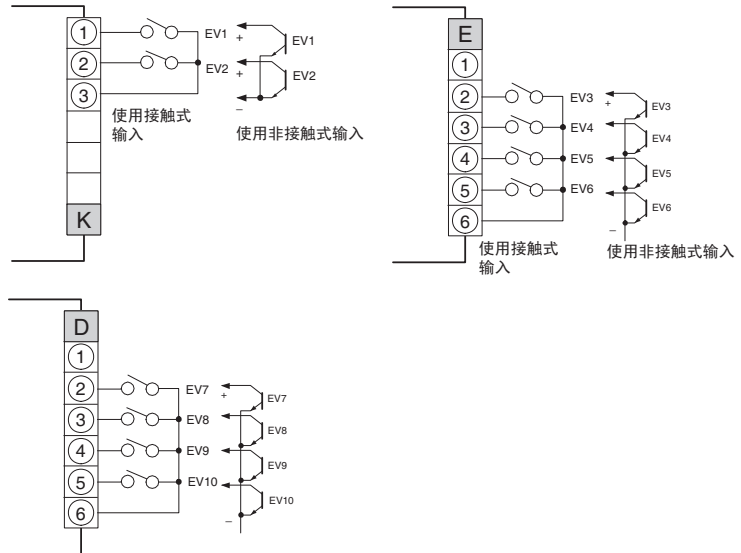 ① EV1 + EV1
② EV2 + EV2
③ −
使用接触式
输入
使用非接触式输入
K
E
①
② EV3 + EV3
③ EV4 EV4
④ EV5 EV5
⑤ EV6 EV6
⑥ −
使用接触式
输入
使用非接触式输入
D
①
② EV7 + EV7
③ EV8 EV8
④ EV9 EV9
⑤ EV10 EV10
⑥ −